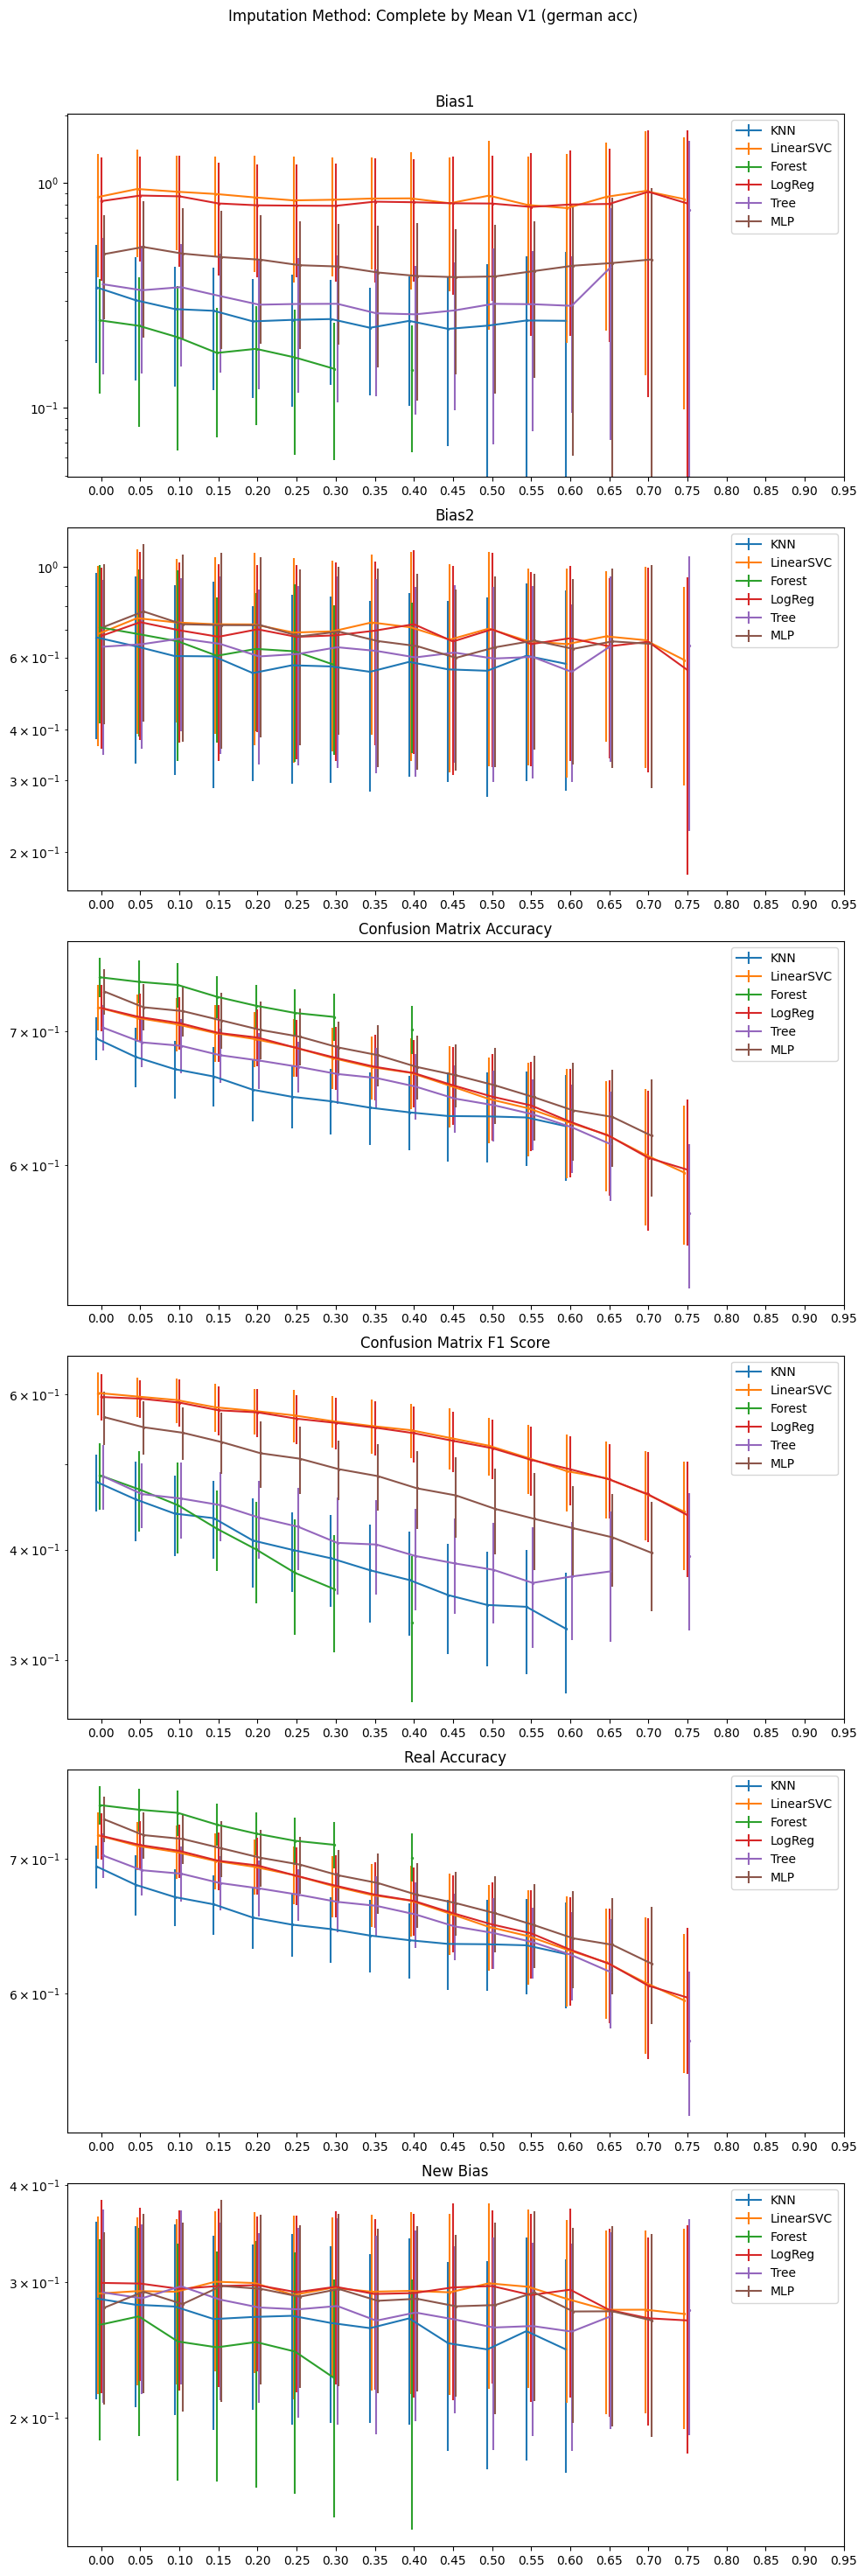 Imputation Method: Complete by Mean V1 (german acc)
Bias1
10⁰
10⁻¹
KNN
LinearSVC
Forest
LogReg
Tree
MLP
0.00 0.05 0.10 0.15 0.20 0.25 0.30 0.35 0.40 0.45 0.50 0.55 0.60 0.65 0.70 0.75 0.80 0.85 0.90 0.95
Bias2
10⁰
6 × 10⁻¹
4 × 10⁻¹
3 × 10⁻¹
2 × 10⁻¹
KNN
LinearSVC
Forest
LogReg
Tree
MLP
0.00 0.05 0.10 0.15 0.20 0.25 0.30 0.35 0.40 0.45 0.50 0.55 0.60 0.65 0.70 0.75 0.80 0.85 0.90 0.95
Confusion Matrix Accuracy
7 × 10⁻¹
6 × 10⁻¹
KNN
LinearSVC
Forest
LogReg
Tree
MLP
0.00 0.05 0.10 0.15 0.20 0.25 0.30 0.35 0.40 0.45 0.50 0.55 0.60 0.65 0.70 0.75 0.80 0.85 0.90 0.95
Confusion Matrix F1 Score
6 × 10⁻¹
4 × 10⁻¹
3 × 10⁻¹
KNN
LinearSVC
Forest
LogReg
Tree
MLP
0.00 0.05 0.10 0.15 0.20 0.25 0.30 0.35 0.40 0.45 0.50 0.55 0.60 0.65 0.70 0.75 0.80 0.85 0.90 0.95
Real Accuracy
7 × 10⁻¹
6 × 10⁻¹
KNN
LinearSVC
Forest
LogReg
Tree
MLP
0.00 0.05 0.10 0.15 0.20 0.25 0.30 0.35 0.40 0.45 0.50 0.55 0.60 0.65 0.70 0.75 0.80 0.85 0.90 0.95
New Bias
4 × 10⁻¹
3 × 10⁻¹
2 × 10⁻¹
KNN
LinearSVC
Forest
LogReg
Tree
MLP
0.00 0.05 0.10 0.15 0.20 0.25 0.30 0.35 0.40 0.45 0.50 0.55 0.60 0.65 0.70 0.75 0.80 0.85 0.90 0.95